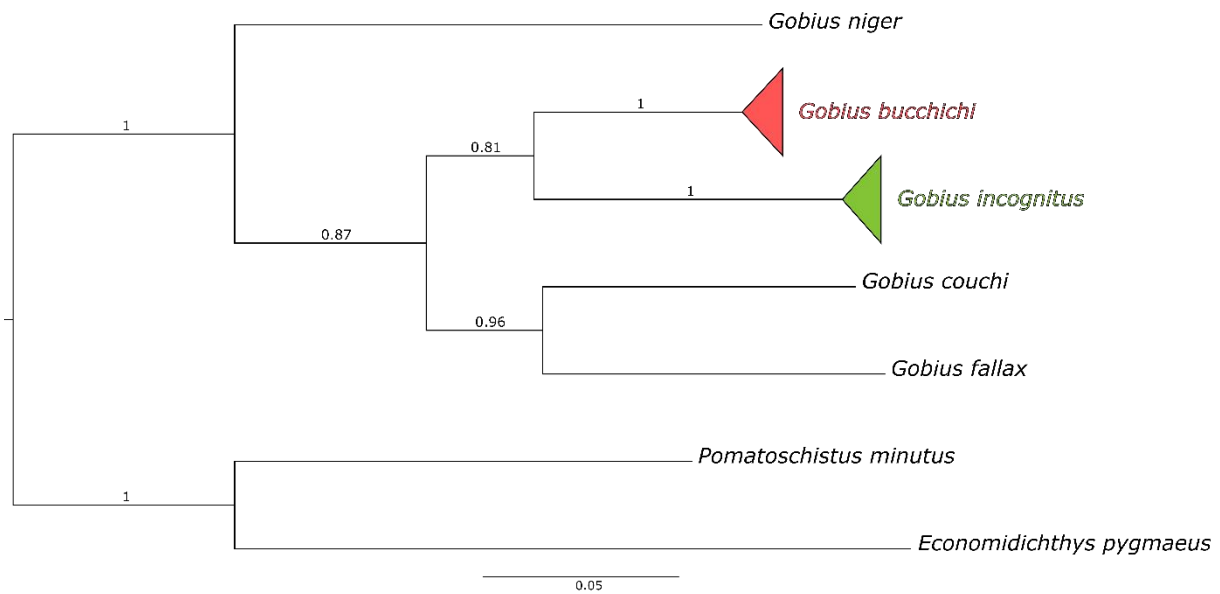 Gobius niger
1
Gobius bucchichi
1
0.81
1
Gobius incognitus
0.87
Gobius couchi
0.96
Gobius fallax
Pomatoschistus minutus
1
Economidichthys pygmaeus
0.05